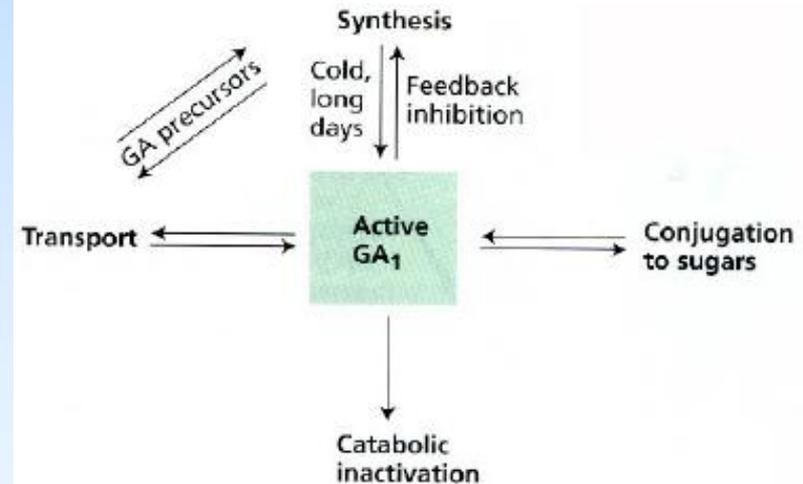 Synthesis
Cold,
long
days
Feedback
inhibition
GA precursors
Transport
Active
GA₁
Conjugation
to sugars
Catabolic
inactivation